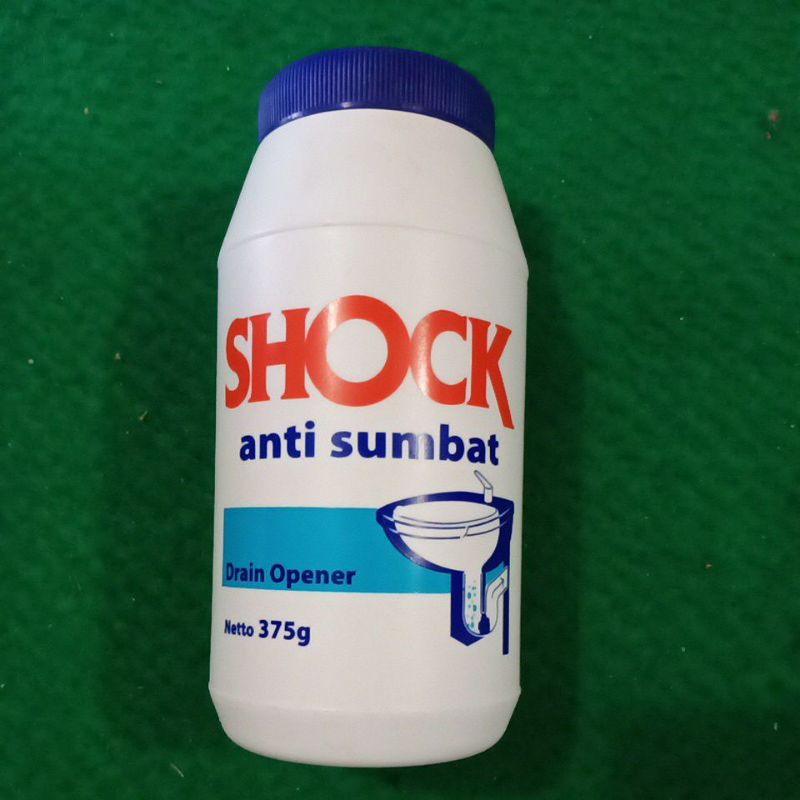 SHOCK
anti sumbat
Drain Opener
Netto 375g